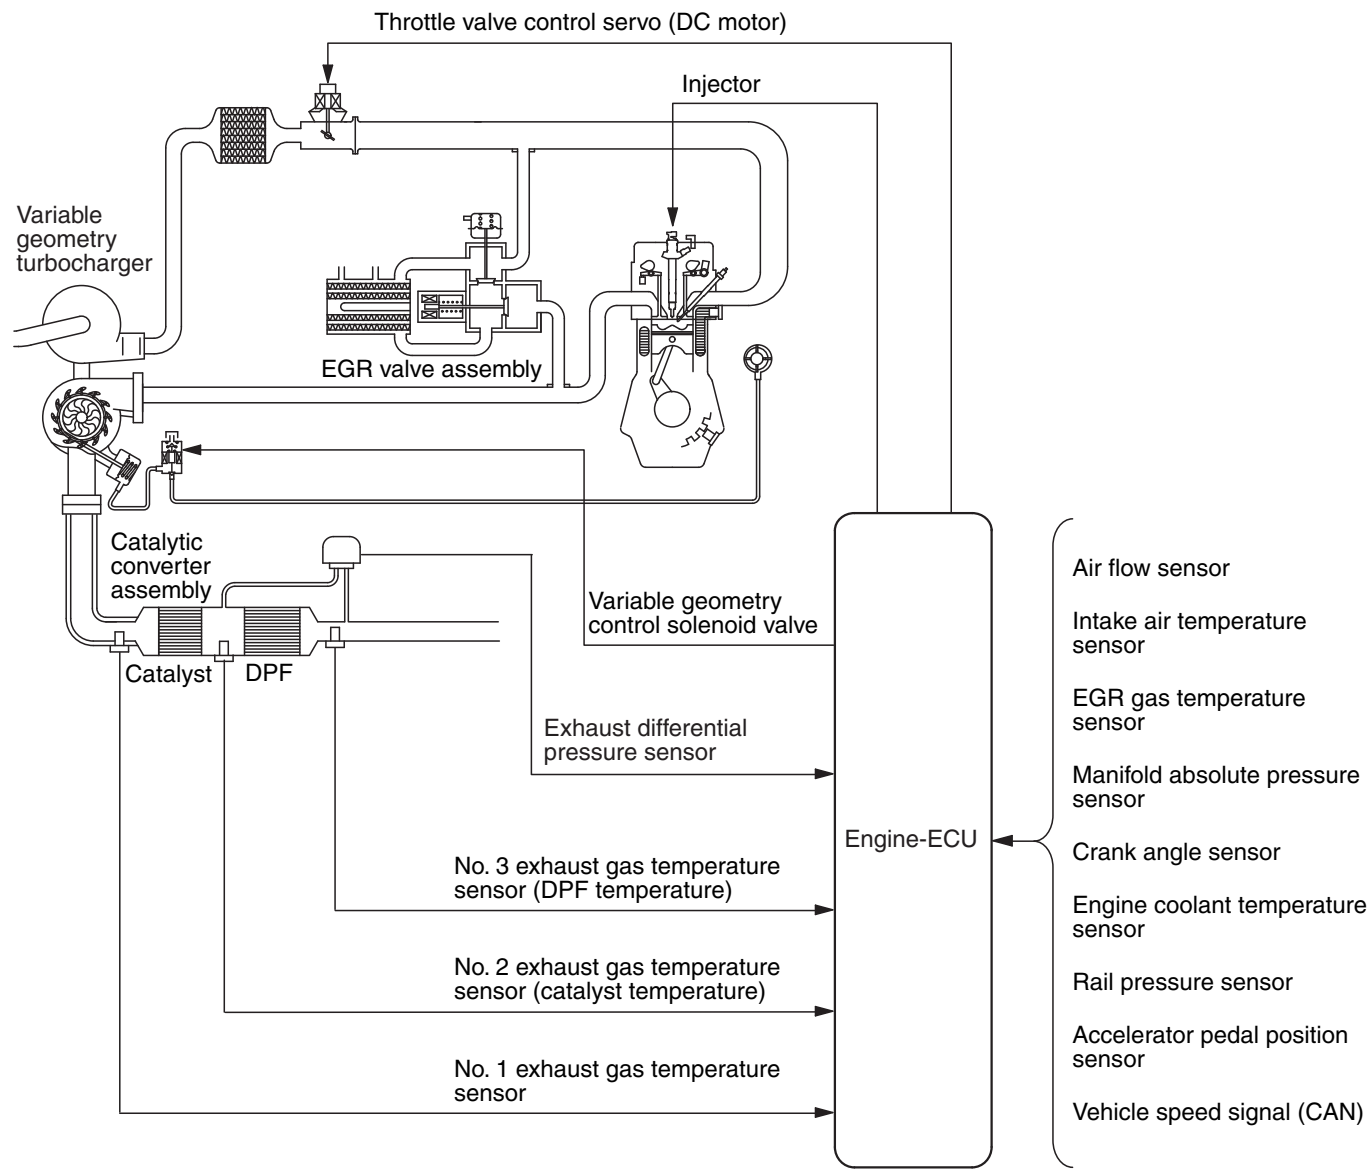 Throttle valve control servo (DC motor)
Injector
Variable
geometry
turbocharger
EGR valve assembly
Catalytic
converter
assembly
Catalyst
DPF
Variable geometry
control solenoid valve
Exhaust differential
pressure sensor
No. 3 exhaust gas temperature
sensor (DPF temperature)
No. 2 exhaust gas temperature
sensor (catalyst temperature)
No. 1 exhaust gas temperature
sensor
Engine-ECU
Air flow sensor
Intake air temperature
sensor
EGR gas temperature
sensor
Manifold absolute pressure
sensor
Crank angle sensor
Engine coolant temperature
sensor
Rail pressure sensor
Accelerator pedal position
sensor
Vehicle speed signal (CAN)